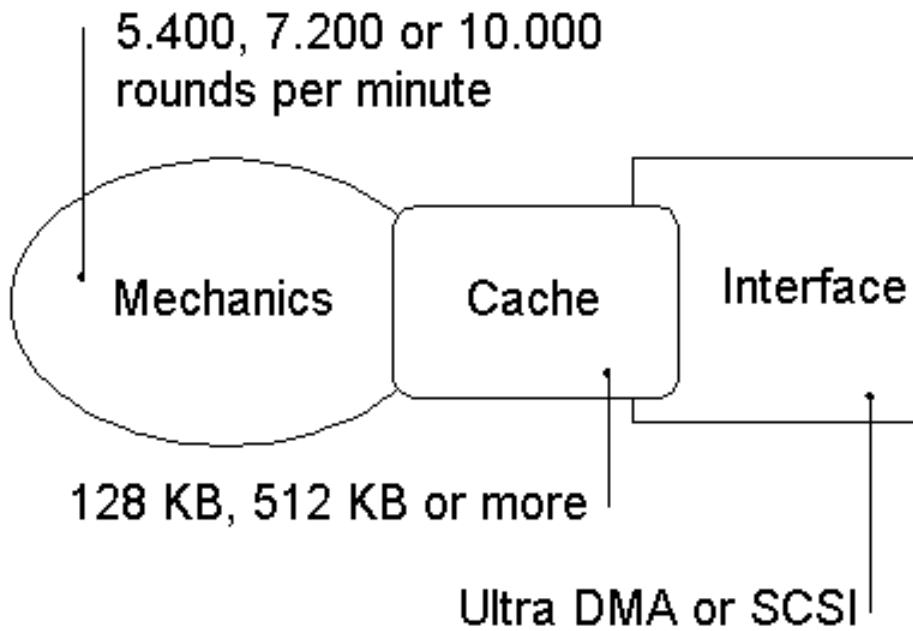 5.400, 7.200 or 10.000
rounds per minute
Mechanics
Cache
Interface
128 KB, 512 KB or more
Ultra DMA or SCSI